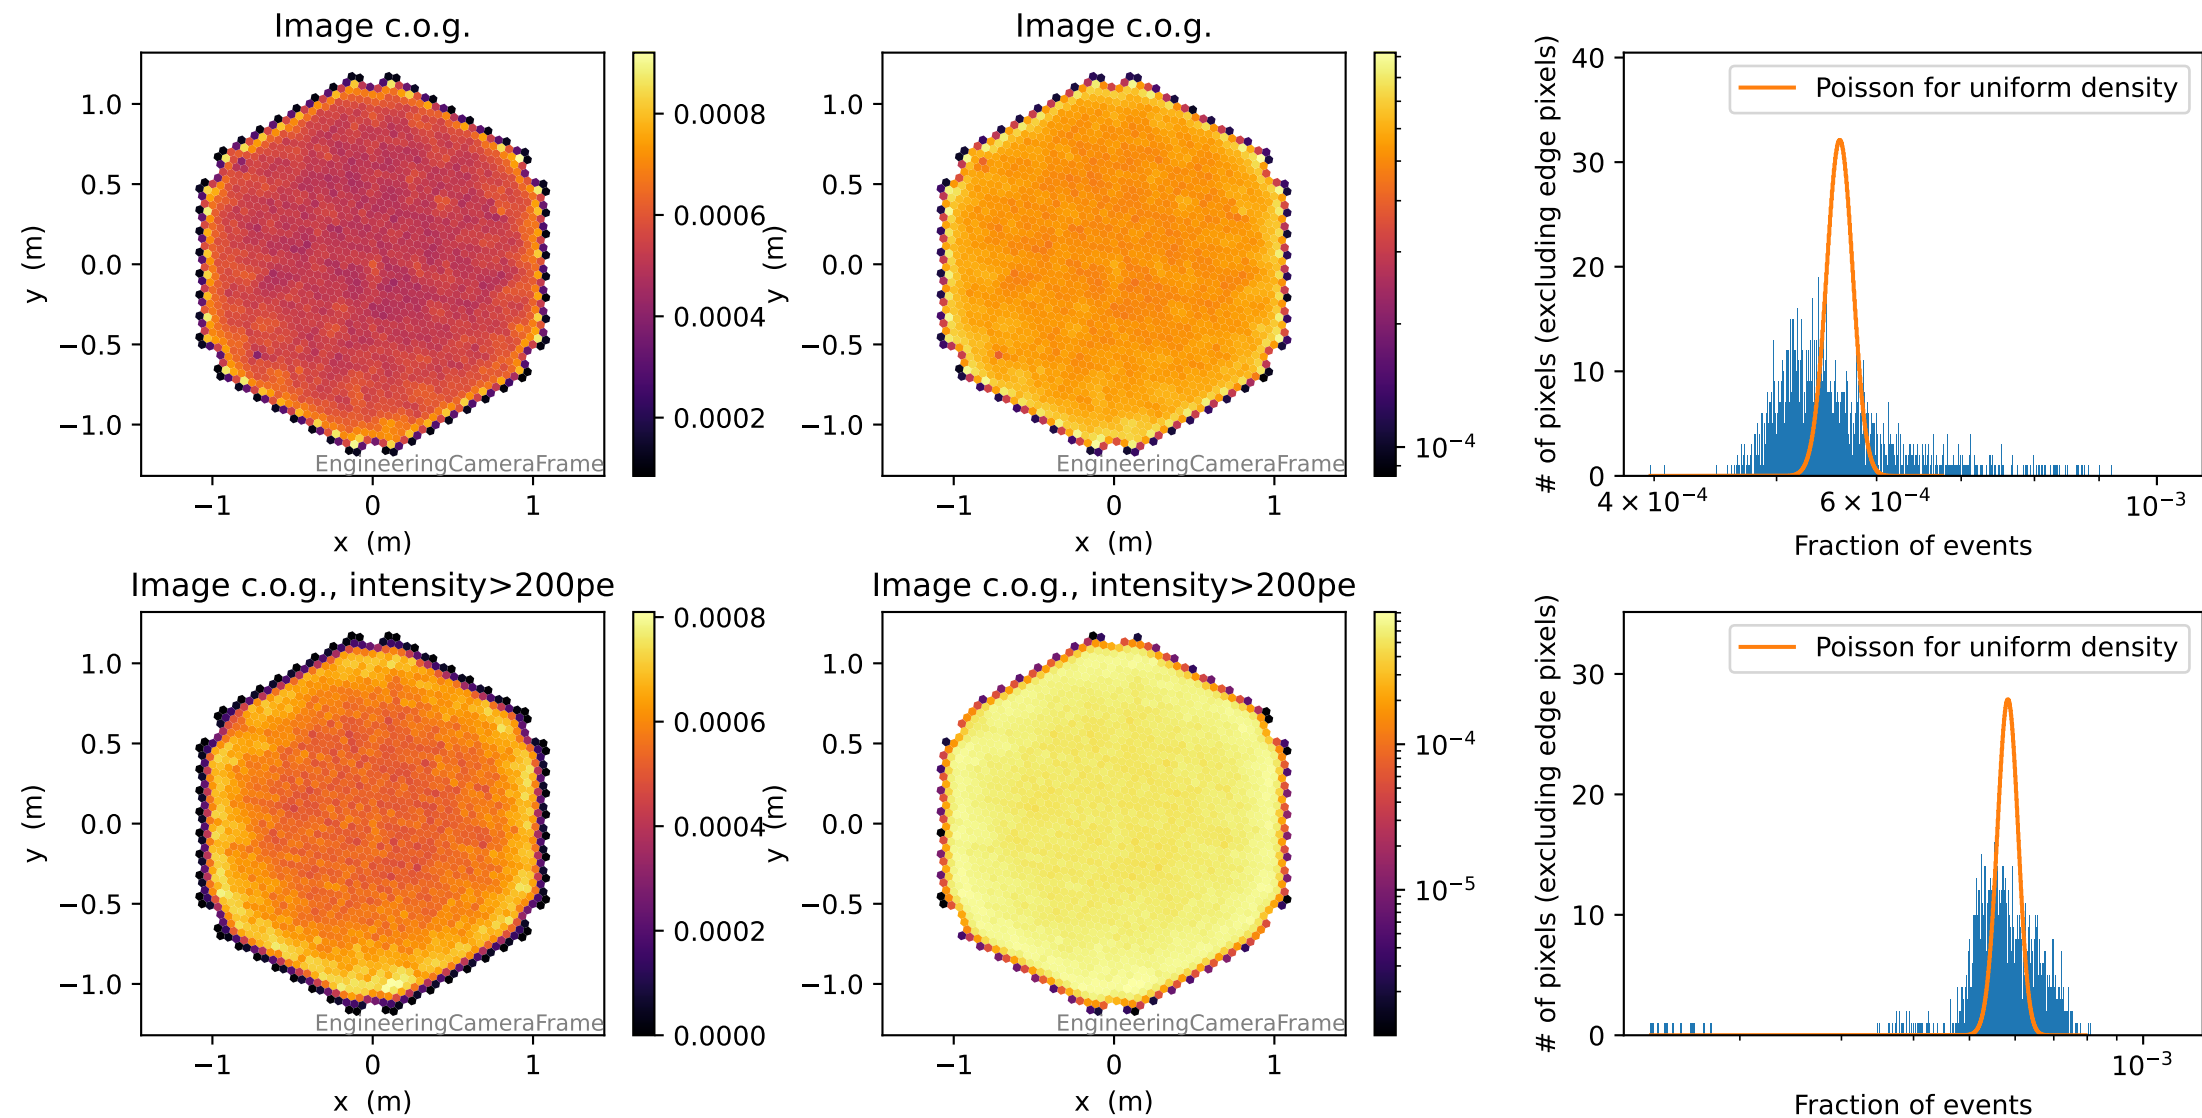 Image c.o.g.
1.0
0.5
0.0
−0.5
−1.0
y (m)
−1
0
1
x (m)
EngineeringCameraFrame
0.0008
0.0006
0.0004
0.0002
Image c.o.g.
1.0
0.5
0.0
−0.5
−1.0
y (m)
−1
0
1
x (m)
EngineeringCameraFrame
10⁻⁴
40
30
20
10
0
# of pixels (excluding edge pixels)
Poisson for uniform density
4 × 10⁻⁴
6 × 10⁻⁴
10⁻³
Fraction of events
Image c.o.g., intensity>200pe
1.0
0.5
0.0
−0.5
−1.0
y (m)
−1
0
1
x (m)
EngineeringCameraFrame
0.0008
0.0006
0.0004
0.0002
0.0000
Image c.o.g., intensity>200pe
1.0
0.5
0.0
−0.5
−1.0
y (m)
−1
0
1
x (m)
EngineeringCameraFrame
10⁻⁴
10⁻⁵
30
20
10
0
# of pixels (excluding edge pixels)
Poisson for uniform density
10⁻³
Fraction of events